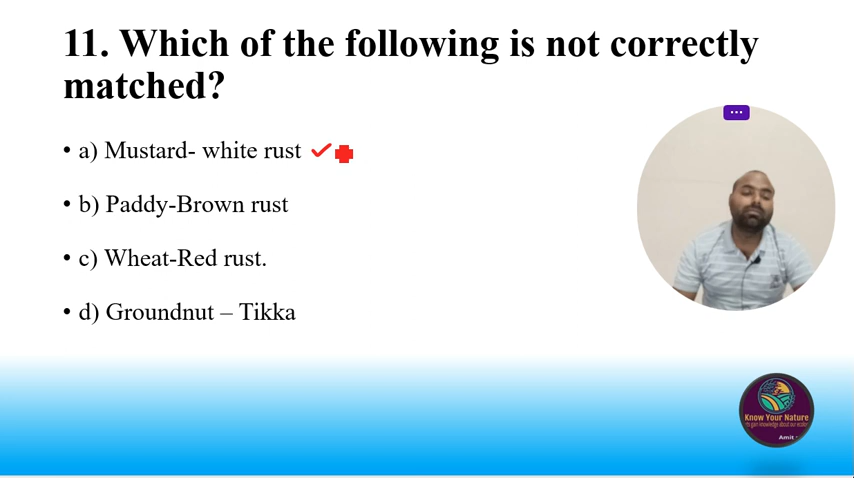 11. Which of the following is not correctly
matched?
• a) Mustard- white rust
• b) Paddy-Brown rust
• c) Wheat-Red rust.
• d) Groundnut – Tikka
Know Your Nature
Amit